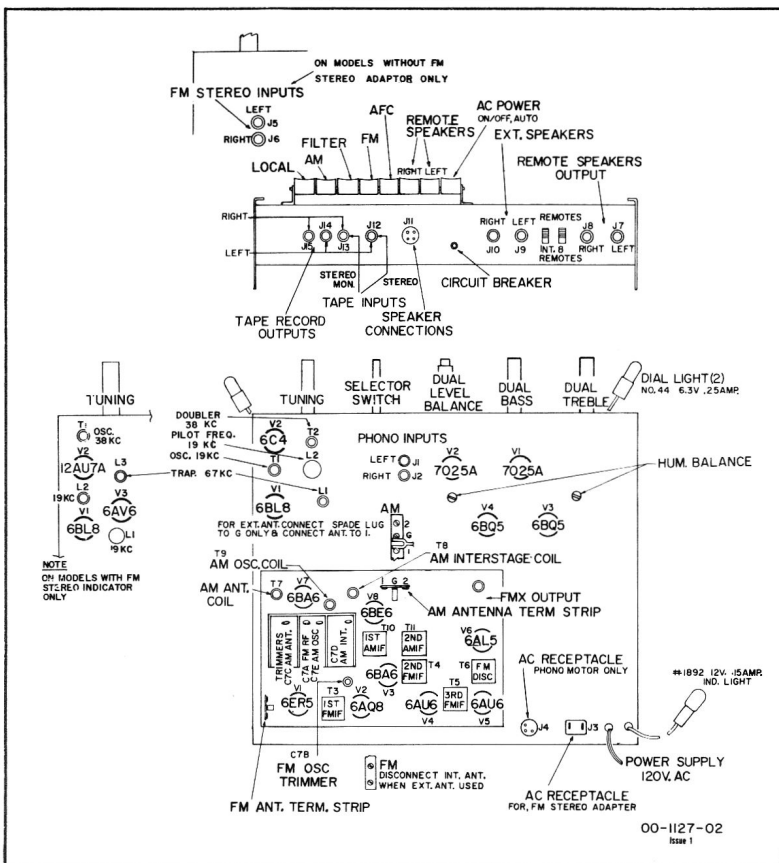 ON MODELS WITHOUT FM
STEREO ADAPTOR ONLY
FM STEREO INPUTS
LEFT
J5
RIGHT
J6
LOCAL
AM
FILTER
FM
AFC
REMOTE
SPEAKERS
RIGHT LEFT
AC POWER
ON/OFF, AUTO
EXT. SPEAKERS
REMOTE SPEAKERS
OUTPUT
RIGHT
LEFT
J15
J14
J13
J12
J11
RIGHT LEFT
J10 J9
REMOTES
INT. 8
REMOTES
J8 J7
RIGHT LEFT
STEREO
MON.
STEREO
TAPE INPUTS
TAPE RECORD
OUTPUTS
SPEAKER
CONNECTIONS
CIRCUIT BREAKER
TUNING
T1
OSC.
38 KC
V2
12AU7A
L3
TRAP. 67 KC
L2
19 KC
V3
6AV6
V1
6BL8
L1
19 KC
NOTE
ON MODELS WITH FM
STEREO INDICATOR
ONLY
TUNING
SELECTOR
SWITCH
DUAL
LEVEL
BALANCE
DUAL
BASS
DUAL
TREBLE
DIAL LIGHT (2)
NO. 44 6.3V .25AMP.
DOUBLER
38 KC
PILOT FREQ.
19 KC
OSC. 19 KC
V2
6C4
T2
T1
L2
V1
6BL8
L1
PHONO INPUTS
LEFT J1
RIGHT J2
V2
7025A
V1
7025A
HUM. BALANCE
V4
6BQ5
V3
6BQ5
AM
2
G
1
FOR EXT. ANT. CONNECT SPADE LUG
TO G ONLY & CONNECT ANT. TO 1.
T9
AM OSC. COIL
T8
AM INTERSTAGE COIL
AM ANT.
COIL
T7
V7
6BA6
V8
6BE6
1 G 2
FMX OUTPUT
AM ANTENNA TERM STRIP
TRIMMERS
C7C AM ANT.
C7A FM RF
C7E AM OSC
C7D
AM INT.
T10
1ST
AMIF
T11
2ND
AMIF
V6
6AL5
6BA6
V3
2ND
FMIF
T4
T6
FM
DISC
V1
6ER5
T3
1ST
FMIF
V2
6AQ8
6AU6
V4
T5
3RD
FMIF
6AU6
V5
AC RECEPTACLE
PHONO MOTOR ONLY
J4
J3
#1892 12V. .15AMP.
IND. LIGHT
POWER SUPPLY
120V. AC
C7B
FM OSC
TRIMMER
FM
DISCONNECT INT. ANT.
WHEN EXT. ANT. USED
FM ANT. TERM. STRIP
AC RECEPTACLE
FOR, FM STEREO ADAPTER
00-1127-02
Issue 1